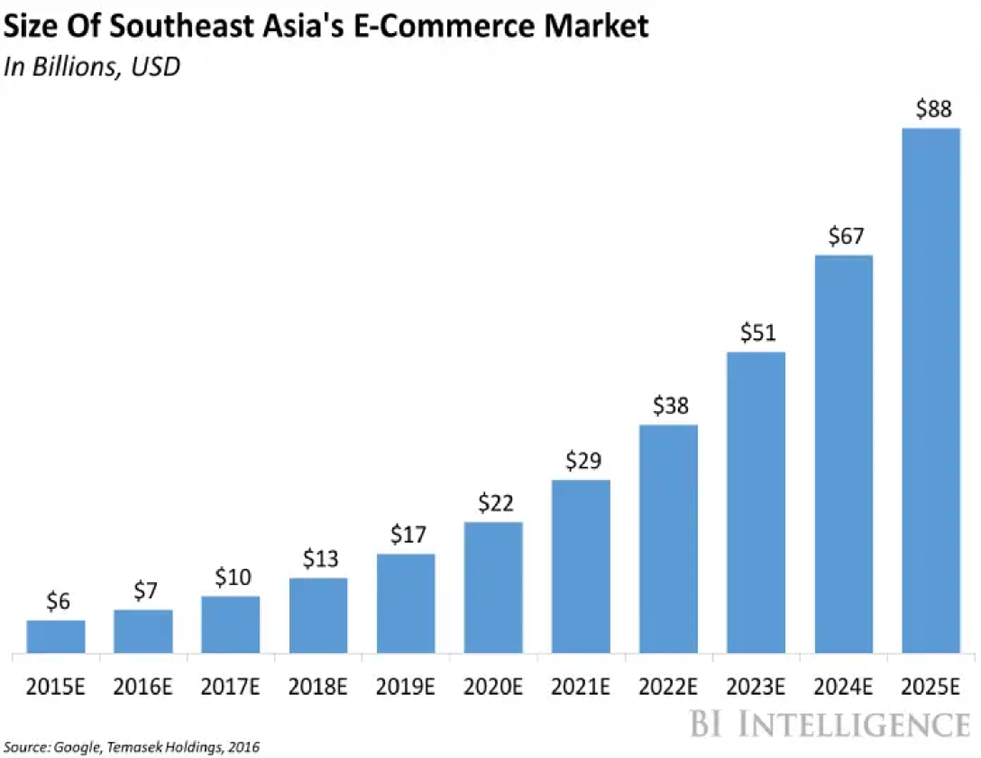 Size Of Southeast Asia's E-Commerce Market
In Billions, USD
$88
$67
$51
$38
$29
$22
$17
$13
$10
$7
$6
2015E 2016E 2017E 2018E 2019E 2020E 2021E 2022E 2023E 2024E 2025E
BI INTELLIGENCE
Source: Google, Temasek Holdings, 2016